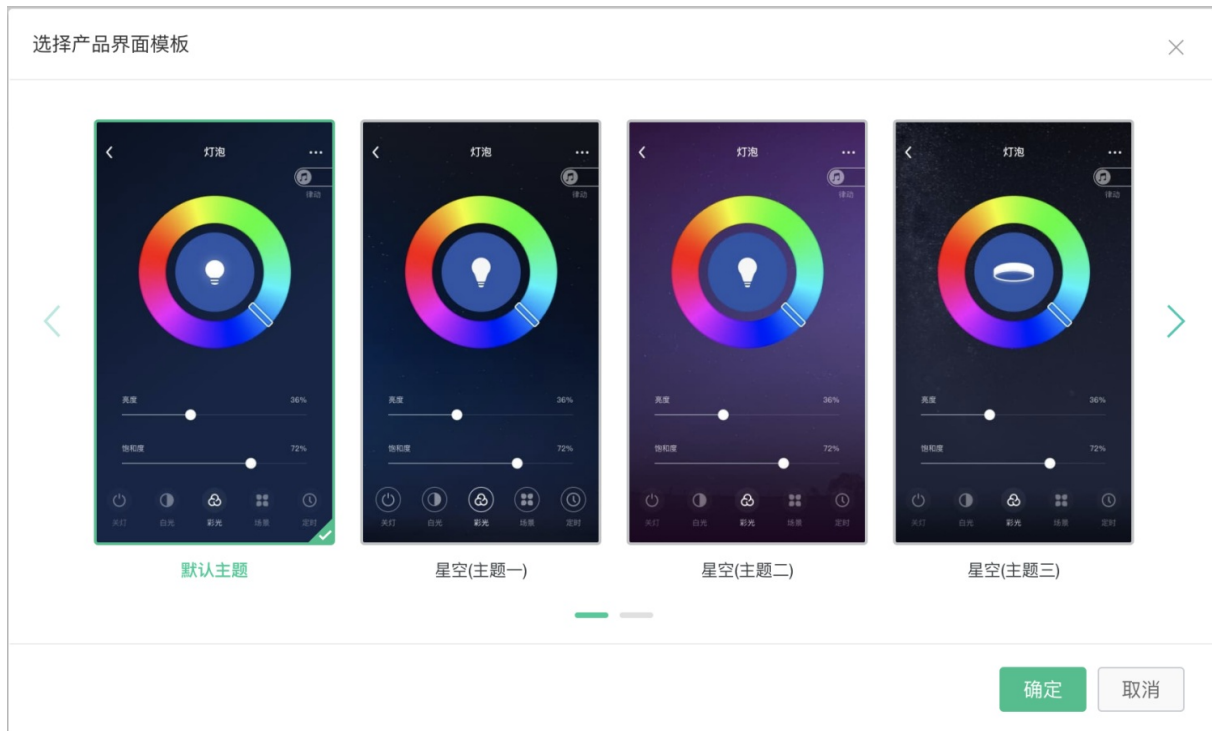 选择产品界面模板
灯泡
律动
亮度 36%
饱和度 72%
关灯 白光 彩光 场景 定时
默认主题
灯泡
律动
亮度 36%
饱和度 72%
关灯 白光 彩光 场景 定时
星空(主题一)
灯泡
律动
亮度 36%
饱和度 72%
关灯 白光 彩光 场景 定时
星空(主题二)
灯泡
律动
亮度 36%
饱和度 72%
关灯 白光 彩光 场景 定时
星空(主题三)
确定 取消